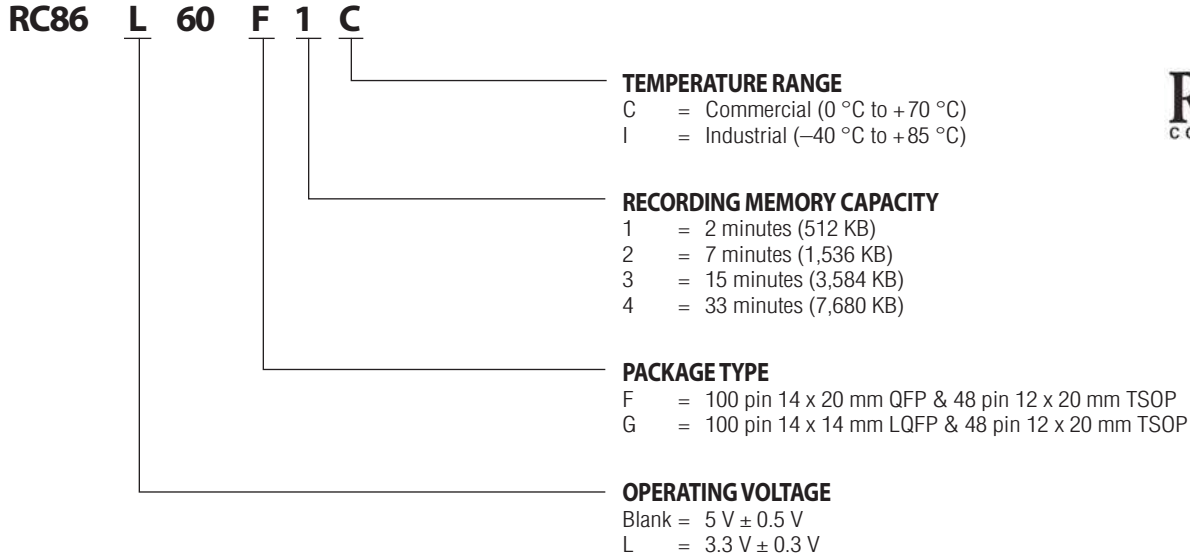 RC86 L 60 F 1 C
TEMPERATURE RANGE
C = Commercial (0 °C to +70 °C)
I = Industrial (–40 °C to +85 °C)
RECORDING MEMORY CAPACITY
1 = 2 minutes (512 KB)
2 = 7 minutes (1,536 KB)
3 = 15 minutes (3,584 KB)
4 = 33 minutes (7,680 KB)
PACKAGE TYPE
F = 100 pin 14 x 20 mm QFP & 48 pin 12 x 20 mm TSOP
G = 100 pin 14 x 14 mm LQFP & 48 pin 12 x 20 mm TSOP
OPERATING VOLTAGE
Blank = 5 V ± 0.5 V
L = 3.3 V ± 0.3 V